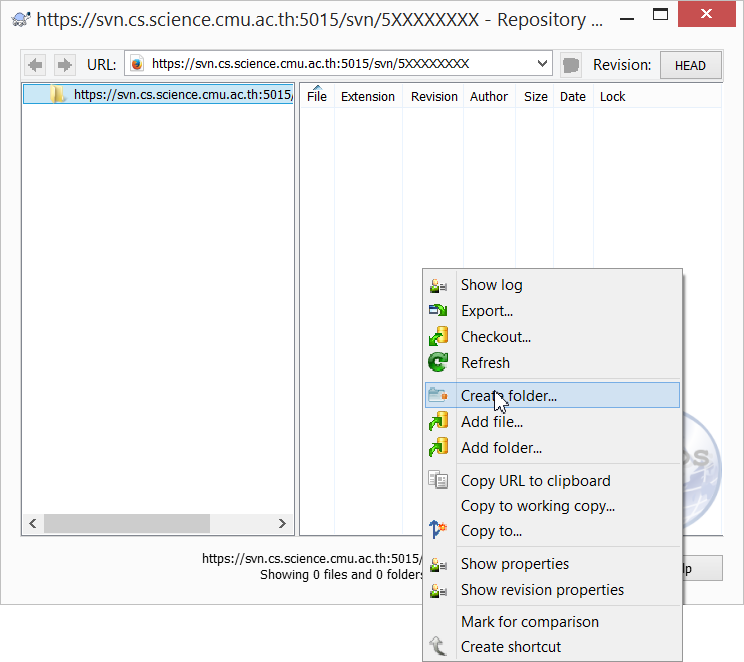 https://svn.cs.science.cmu.ac.th:5015/svn/5XXXXXXXX - Repository ...
URL: https://svn.cs.science.cmu.ac.th:5015/svn/5XXXXXXXX Revision: HEAD
https://svn.cs.science.cmu.ac.th:5015/
File Extension Revision Author Size Date Lock
Show log
Export...
Checkout...
Refresh
Create folder...
Add file...
Add folder...
Copy URL to clipboard
Copy to working copy...
Copy to...
Show properties
Show revision properties
Mark for comparison
Create shortcut
https://svn.cs.science.cmu.ac.th:5015/
Showing 0 files and 0 folders